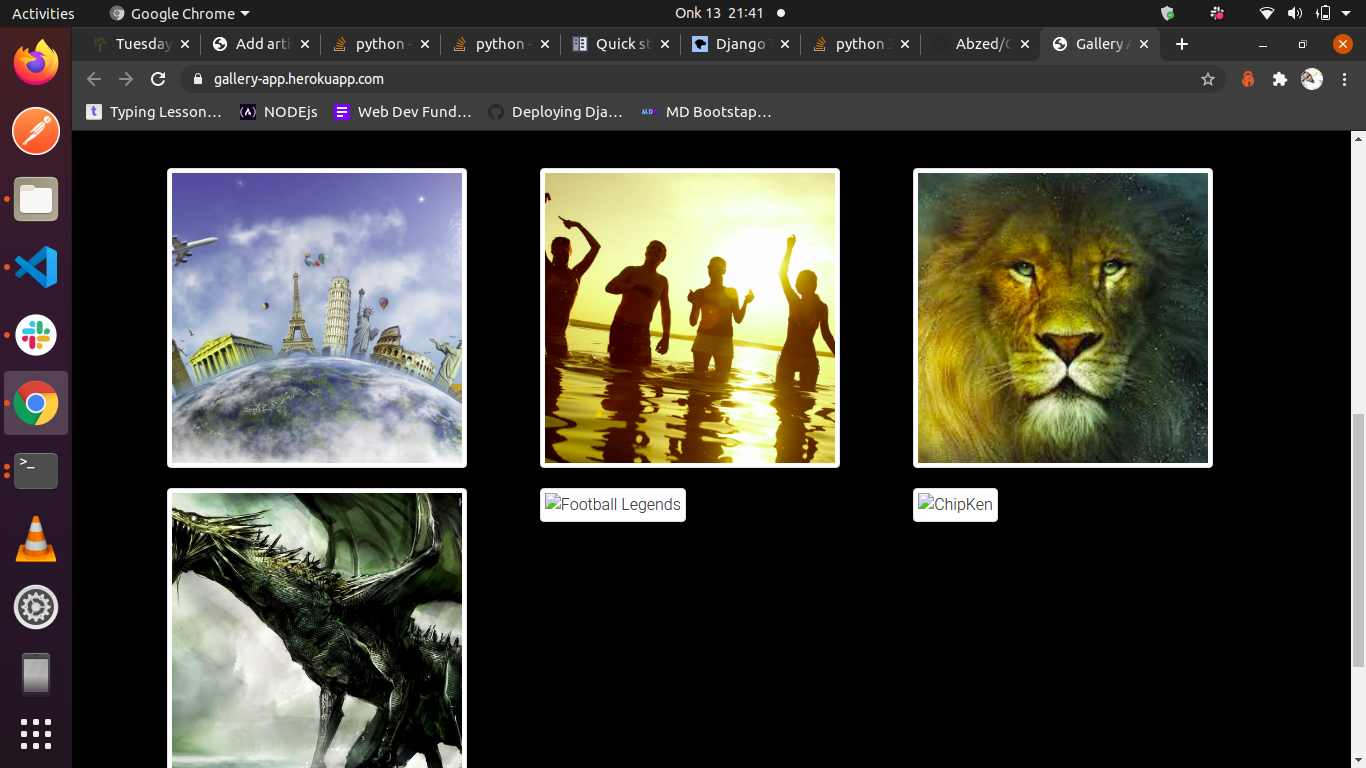 Activities Google Chrome Onk 13 21:41
Tuesday Add arti python - python - Quick st Django T python 3 Abzed/G Gallery A
gallery-app.herokuapp.com
Typing Lesson… NODEjs Web Dev Fund… Deploying Dja… MD Bootstap…
Football Legends ChipKen